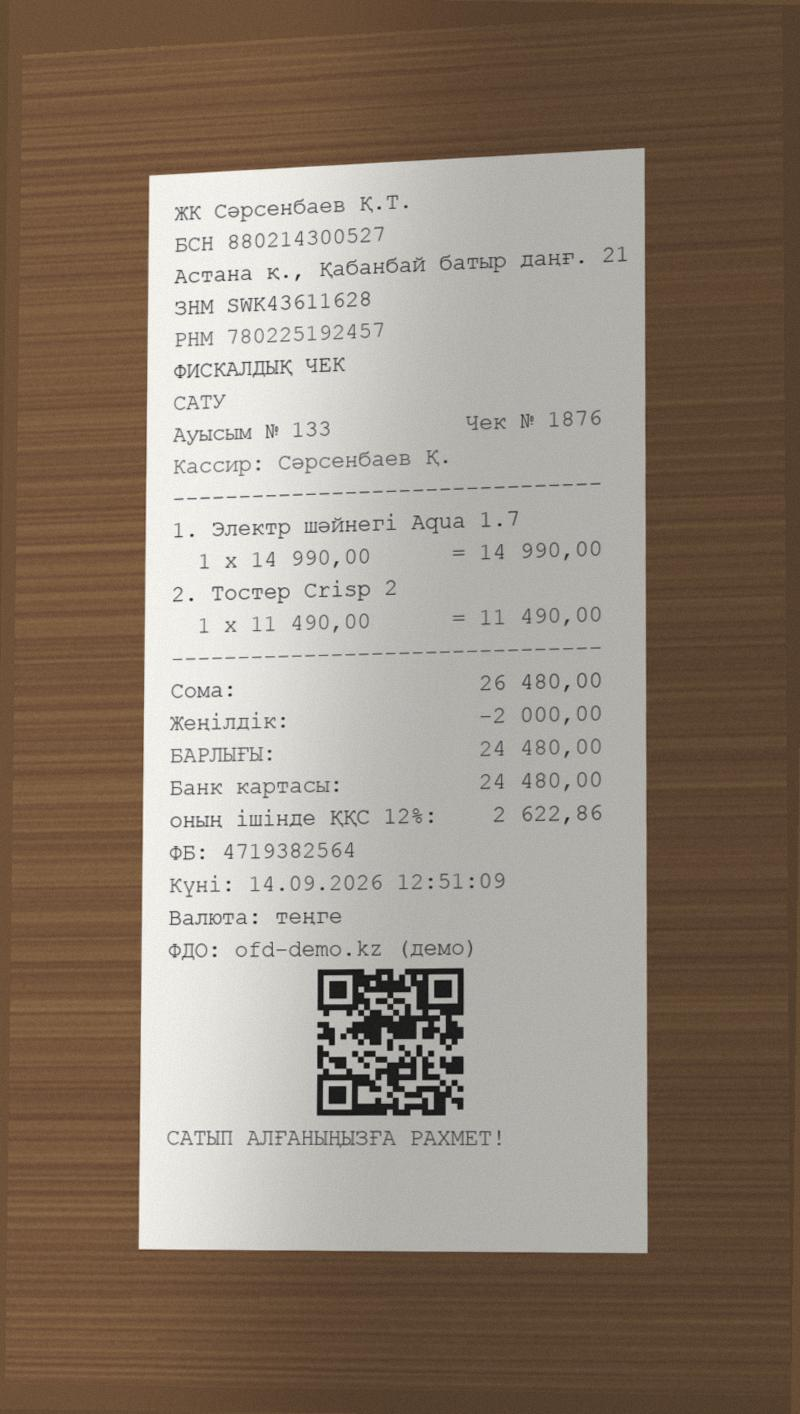 ЖК Сәрсенбаев Қ.Т.
БСН 880214300527
Астана қ., Қабанбай батыр даңғ. 21
ЗНМ SWK43611628
РНМ 780225192457
ФИСКАЛДЫҚ ЧЕК
САТУ
Ауысым № 133 Чек № 1876
Кассир: Сәрсенбаев Қ.
--------------------------------
1. Электр шәйнегі Aqua 1.7
1 x 14 990,00 = 14 990,00
2. Тостер Crisp 2
1 x 11 490,00 = 11 490,00
--------------------------------
Сома: 26 480,00
Жеңілдік: -2 000,00
БАРЛЫҒЫ: 24 480,00
Банк картасы: 24 480,00
оның ішінде ҚҚС 12%: 2 622,86
ФБ: 4719382564
Күні: 14.09.2026 12:51:09
Валюта: теңге
ФДО: ofd-demo.kz (демо)
САТЫП АЛҒАНЫҢЫЗҒА РАХМЕТ!